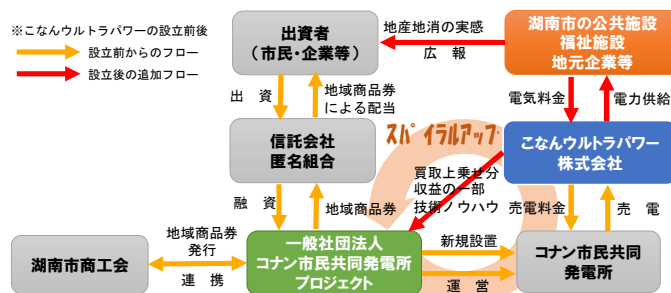 ※こなんウルトラパワーの設立前後
設立前からのフロー
設立後の追加フロー
出資者
（市民・企業等）
地産地消の実感
広 報
湖南市の公共施設
福祉施設
地元企業等
出 資
地域商品券
による配当
電気料金
電力供給
スパイラルアップ
信託会社
匿名組合
こなんウルトラパワー
株式会社
買取上乗せ分
収益の一部
技術ノウハウ
融 資
地域商品券
売電料金
売 電
湖南市商工会
地域商品券
発行
連 携
一般社団法人
コナン市民共同発電所
プロジェクト
新規設置
運 営
コナン市民共同
発電所